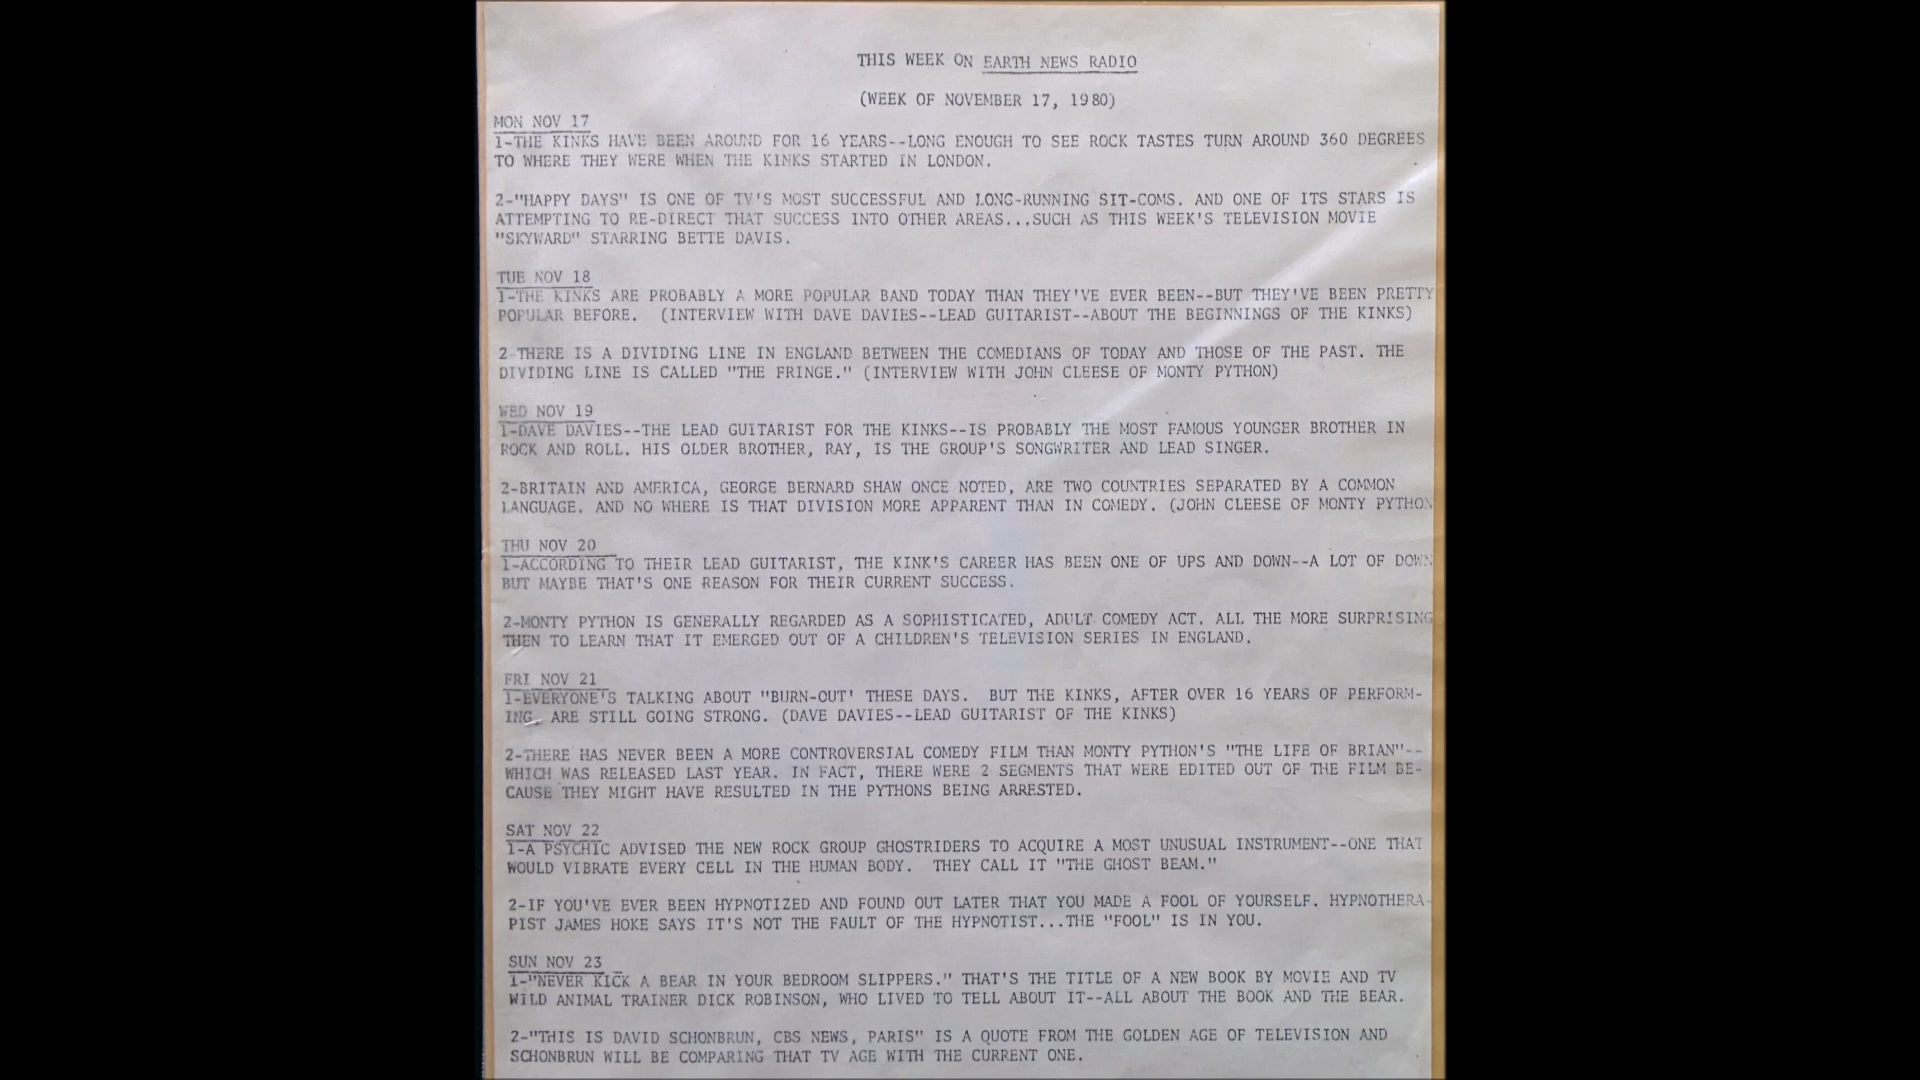 THIS WEEK ON EARTH NEWS RADIO
(WEEK OF NOVEMBER 17, 1980)
MON NOV 17
1-THE KINKS HAVE BEEN AROUND FOR 16 YEARS--LONG ENOUGH TO SEE ROCK TASTES TURN AROUND 360 DEGREES
TO WHERE THEY WERE WHEN THE KINKS STARTED IN LONDON.
2-"HAPPY DAYS" IS ONE OF TV'S MOST SUCCESSFUL AND LONG-RUNNING SIT-COMS. AND ONE OF ITS STARS IS
ATTEMPTING TO RE-DIRECT THAT SUCCESS INTO OTHER AREAS...SUCH AS THIS WEEK'S TELEVISION MOVIE
"SKYWARD" STARRING BETTE DAVIS.
TUE NOV 18
1-THE KINKS ARE PROBABLY A MORE POPULAR BAND TODAY THAN THEY'VE EVER BEEN--BUT THEY'VE BEEN PRETTY
POPULAR BEFORE. (INTERVIEW WITH DAVE DAVIES--LEAD GUITARIST--ABOUT THE BEGINNINGS OF THE KINKS)
2-THERE IS A DIVIDING LINE IN ENGLAND BETWEEN THE COMEDIANS OF TODAY AND THOSE OF THE PAST. THE
DIVIDING LINE IS CALLED "THE FRINGE." (INTERVIEW WITH JOHN CLEESE OF MONTY PYTHON)
WED NOV 19
1-DAVE DAVIES--THE LEAD GUITARIST FOR THE KINKS--IS PROBABLY THE MOST FAMOUS YOUNGER BROTHER IN
ROCK AND ROLL. HIS OLDER BROTHER, RAY, IS THE GROUP'S SONGWRITER AND LEAD SINGER.
2-BRITAIN AND AMERICA, GEORGE BERNARD SHAW ONCE NOTED, ARE TWO COUNTRIES SEPARATED BY A COMMON
LANGUAGE. AND NO WHERE IS THAT DIVISION MORE APPARENT THAN IN COMEDY. (JOHN CLEESE OF MONTY PYTHON
THU NOV 20
1-ACCORDING TO THEIR LEAD GUITARIST, THE KINK'S CAREER HAS BEEN ONE OF UPS AND DOWN--A LOT OF DOWN
BUT MAYBE THAT'S ONE REASON FOR THEIR CURRENT SUCCESS.
2-MONTY PYTHON IS GENERALLY REGARDED AS A SOPHISTICATED, ADULT COMEDY ACT. ALL THE MORE SURPRISING
THEN TO LEARN THAT IT EMERGED OUT OF A CHILDREN'S TELEVISION SERIES IN ENGLAND.
FRI NOV 21
1-EVERYONE'S TALKING ABOUT "BURN-OUT' THESE DAYS. BUT THE KINKS, AFTER OVER 16 YEARS OF PERFORM-
ING, ARE STILL GOING STRONG. (DAVE DAVIES--LEAD GUITARIST OF THE KINKS)
2-THERE HAS NEVER BEEN A MORE CONTROVERSIAL COMEDY FILM THAN MONTY PYTHON'S "THE LIFE OF BRIAN"--
WHICH WAS RELEASED LAST YEAR. IN FACT, THERE WERE 2 SEGMENTS THAT WERE EDITED OUT OF THE FILM BE-
CAUSE THEY MIGHT HAVE RESULTED IN THE PYTHONS BEING ARRESTED.
SAT NOV 22
1-A PSYCHIC ADVISED THE NEW ROCK GROUP GHOSTRIDERS TO ACQUIRE A MOST UNUSUAL INSTRUMENT--ONE THAT
WOULD VIBRATE EVERY CELL IN THE HUMAN BODY. THEY CALL IT "THE GHOST BEAM."
2-IF YOU'VE EVER BEEN HYPNOTIZED AND FOUND OUT LATER THAT YOU MADE A FOOL OF YOURSELF. HYPNOTHERA-
PIST JAMES HOKE SAYS IT'S NOT THE FAULT OF THE HYPNOTIST...THE "FOOL" IS IN YOU.
SUN NOV 23
1-"NEVER KICK A BEAR IN YOUR BEDROOM SLIPPERS." THAT'S THE TITLE OF A NEW BOOK BY MOVIE AND TV
WILD ANIMAL TRAINER DICK ROBINSON, WHO LIVED TO TELL ABOUT IT--ALL ABOUT THE BOOK AND THE BEAR.
2-"THIS IS DAVID SCHONBRUN, CBS NEWS, PARIS" IS A QUOTE FROM THE GOLDEN AGE OF TELEVISION AND
SCHONBRUN WILL BE COMPARING THAT TV AGE WITH THE CURRENT ONE.